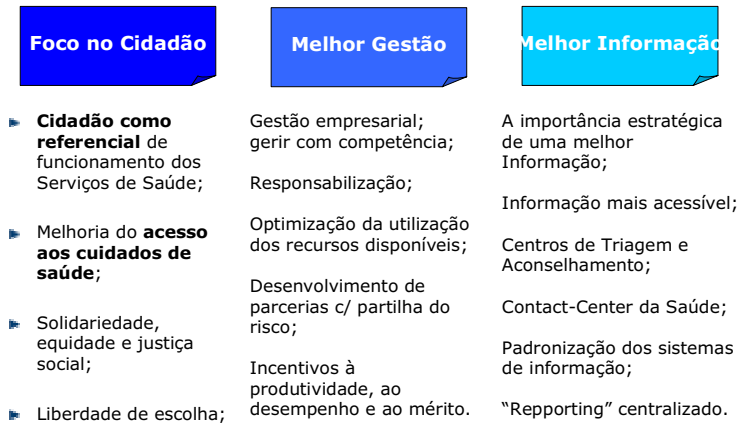 Foco no Cidadão
Melhor Gestão
Melhor Informação
Cidadão como
referencial de
funcionamento dos
Serviços de Saúde;
Melhoria do acesso
aos cuidados de
saúde;
Solidariedade,
equidade e justiça
social;
Liberdade de escolha;
Gestão empresarial;
gerir com competência;
Responsabilização;
Optimização da utilização
dos recursos disponíveis;
Desenvolvimento de
parcerias c/ partilha do
risco;
Incentivos à
produtividade, ao
desempenho e ao mérito.
A importância estratégica
de uma melhor
Informação;
Informação mais acessível;
Centros de Triagem e
Aconselhamento;
Contact-Center da Saúde;
Padronização dos sistemas
de informação;
“Repporting” centralizado.